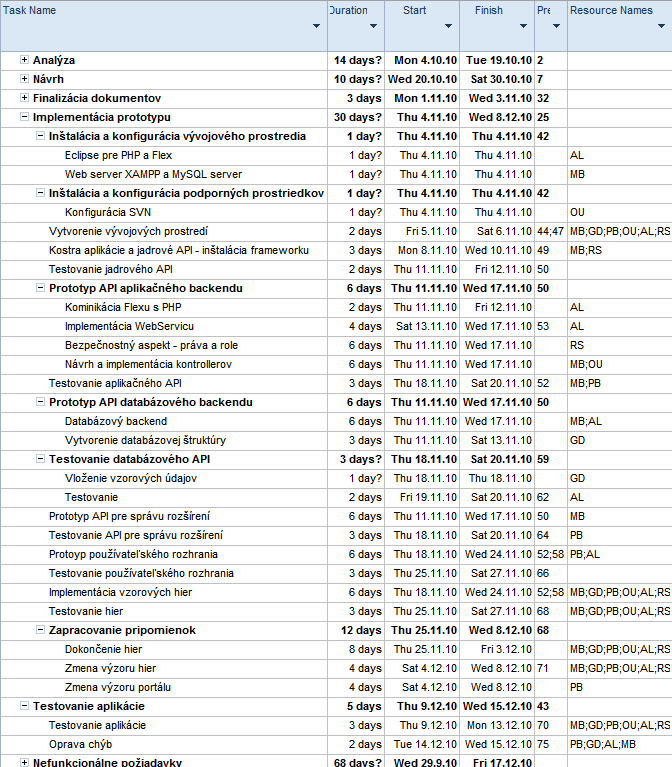 Task Name Duration Start Finish Pre Resource Names
Analýza 14 days? Mon 4.10.10 Tue 19.10.10 2
Návrh 10 days? Wed 20.10.10 Sat 30.10.10 7
Finalizácia dokumentov 3 days Mon 1.11.10 Wed 3.11.10 32
Implementácia prototypu 30 days? Thu 4.11.10 Wed 8.12.10 25
Inštalácia a konfigurácia vývojového prostredia 1 day? Thu 4.11.10 Thu 4.11.10 42
Eclipse pre PHP a Flex 1 day? Thu 4.11.10 Thu 4.11.10 AL
Web server XAMPP a MySQL server 1 day? Thu 4.11.10 Thu 4.11.10 MB
Inštalácia a konfigurácia podporných prostriedkov 1 day? Thu 4.11.10 Thu 4.11.10 42
Konfigurácia SVN 1 day? Thu 4.11.10 Thu 4.11.10 OU
Vytvorenie vývojových prostredí 2 days Fri 5.11.10 Sat 6.11.10 44;47 MB;GD;PB;OU;AL;RS
Kostra aplikácie a jadrové API - inštalácia frameworku 3 days Mon 8.11.10 Wed 10.11.10 49 MB;RS
Testovanie jadrového API 2 days Thu 11.11.10 Fri 12.11.10 50
Prototyp API aplikačného backendu 6 days Thu 11.11.10 Wed 17.11.10 50
Kominikácia Flexu s PHP 2 days Thu 11.11.10 Fri 12.11.10 AL
Implementácia WebServicu 4 days Sat 13.11.10 Wed 17.11.10 53 AL
Bezpečnostný aspekt - práva a role 6 days Thu 11.11.10 Wed 17.11.10 RS
Návrh a implementácia kontrollerov 6 days Thu 11.11.10 Wed 17.11.10 MB;OU
Testovanie aplikačného API 3 days Thu 18.11.10 Sat 20.11.10 52 MB;PB
Prototyp API databázového backendu 6 days Thu 11.11.10 Wed 17.11.10 50
Databázový backend 6 days Thu 11.11.10 Wed 17.11.10 MB;AL
Vytvorenie databázovej štruktúry 3 days Thu 11.11.10 Sat 13.11.10 GD
Testovanie databázového API 3 days? Thu 18.11.10 Sat 20.11.10 59
Vloženie vzorových údajov 1 day? Thu 18.11.10 Thu 18.11.10 GD
Testovanie 2 days Fri 19.11.10 Sat 20.11.10 62 AL
Prototyp API pre správu rozšírení 6 days Thu 11.11.10 Wed 17.11.10 50 MB
Testovanie API pre správu rozšírení 3 days Thu 18.11.10 Sat 20.11.10 64 PB
Protoyp používateľského rozhrania 6 days Thu 18.11.10 Wed 24.11.10 52;58 PB;AL
Testovanie používateľského rozhrania 3 days Thu 25.11.10 Sat 27.11.10 66
Implementácia vzorových hier 6 days Thu 18.11.10 Wed 24.11.10 52;58 MB;GD;PB;OU;AL;RS
Testovanie hier 3 days Thu 25.11.10 Sat 27.11.10 68 MB;GD;PB;OU;AL;RS
Zapracovanie pripomienok 12 days Thu 25.11.10 Wed 8.12.10 68
Dokončenie hier 8 days Thu 25.11.10 Fri 3.12.10 MB;GD;PB;OU;AL;RS
Zmena výzoru hier 4 days Sat 4.12.10 Wed 8.12.10 71 MB;GD;PB;OU;AL;RS
Zmena výzoru portálu 4 days Sat 4.12.10 Wed 8.12.10 PB
Testovanie aplikácie 5 days Thu 9.12.10 Wed 15.12.10 43
Testovanie aplikácie 3 days Thu 9.12.10 Mon 13.12.10 70 MB;GD;PB;OU;AL;RS
Oprava chýb 2 days Tue 14.12.10 Wed 15.12.10 75 PB;GD;AL;MB
Nefunkcionálne požiadavky 68 days? Wed 29.9.10 Fri 17.12.10